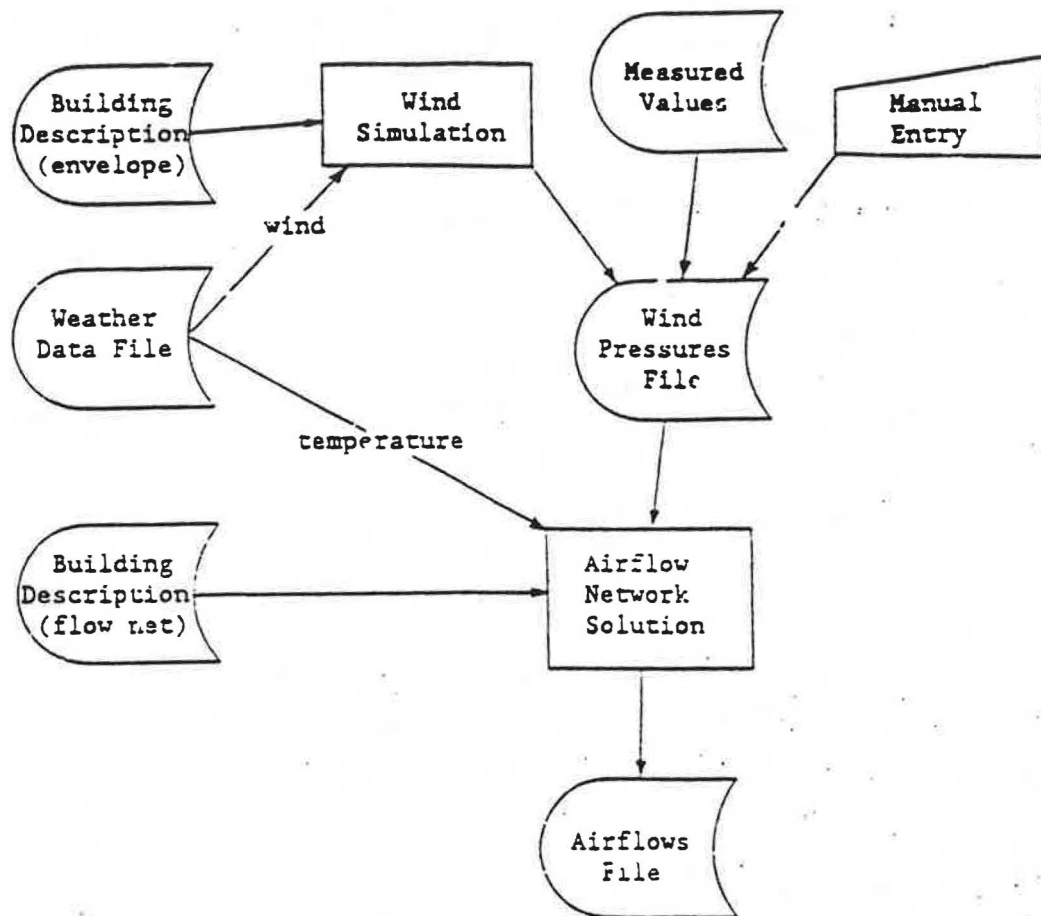 Building
Description
(envelope)
Wind
Simulation
Measured
Values
Manual
Entry
wind
Weather
Data File
Wind
Pressures
File
temperature
Building
Description
(flow net)
Airflow
Network
Solution
Airflows
File